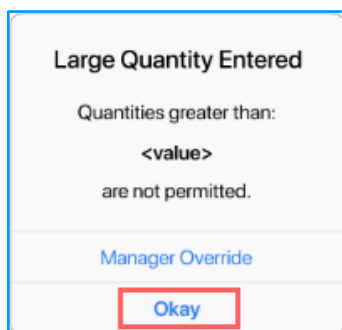 Large Quantity Entered
Quantities greater than:
<value>
are not permitted.
Manager Override
Okay